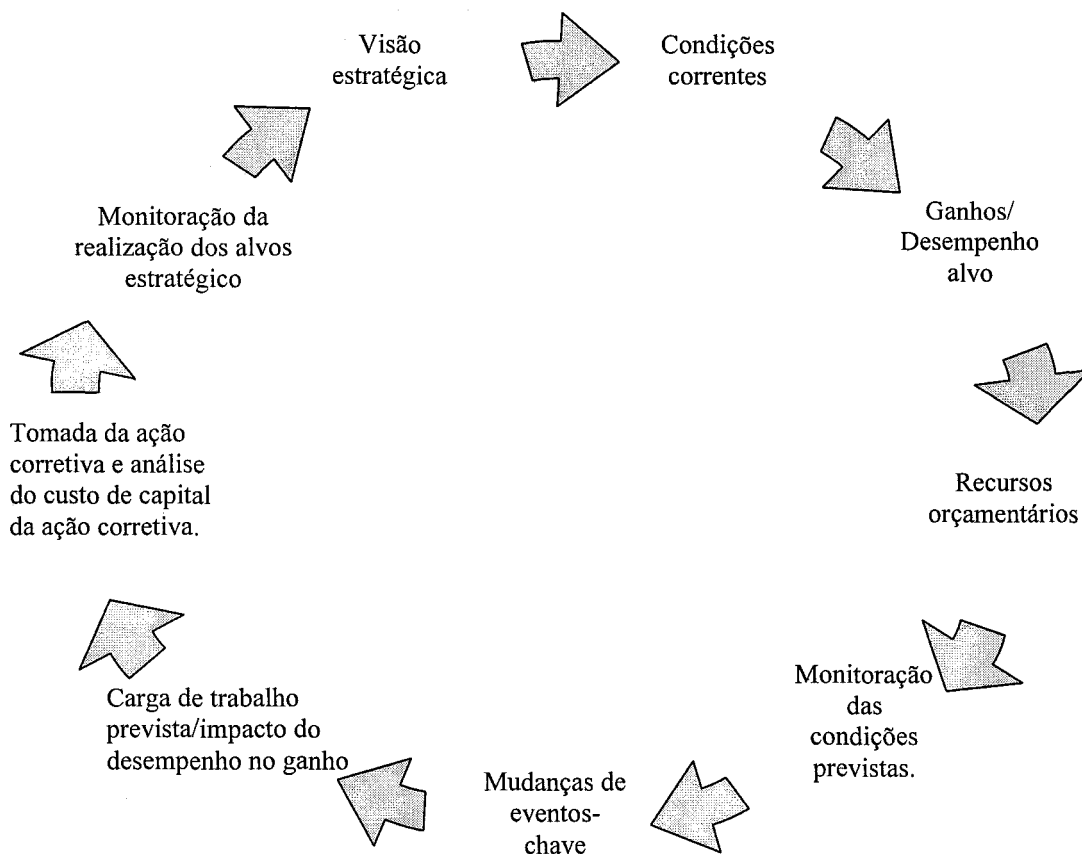 Visão
estratégica
Condições
correntes
Ganhos/
Desempenho
alvo
Recursos
orçamentários
Monitoração
das
condições
previstas.
Mudanças de
eventos-
chave
Carga de trabalho
prevista/impacto do
desempenho no ganho
Tomada da ação
corretiva e análise
do custo de capital
da ação corretiva.
Monitoração da
realização dos alvos
estratégico